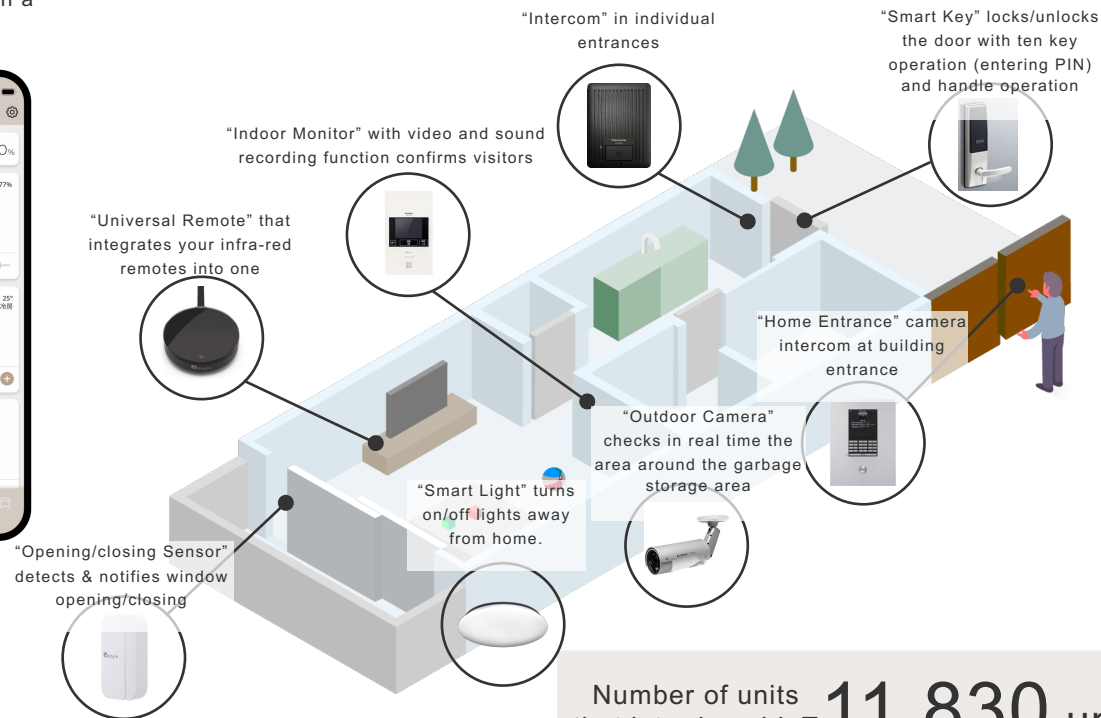 "Intercom" in individual
entrances
"Smart Key" locks/unlocks
the door with ten key
operation (entering PIN)
and handle operation
"Indoor Monitor" with video and sound
recording function confirms visitors
77%
"Universal Remote" that
integrates your infra-red
remotes into one
25°
"Home Entrance" camera
intercom at building
entrance
"Outdoor Camera"
checks in real time the
area around the garbage
storage area
"Smart Light" turns
on/off lights away
from home.
"Opening/closing Sensor"
detects & notifies window
opening/closing
Number of units
11,830